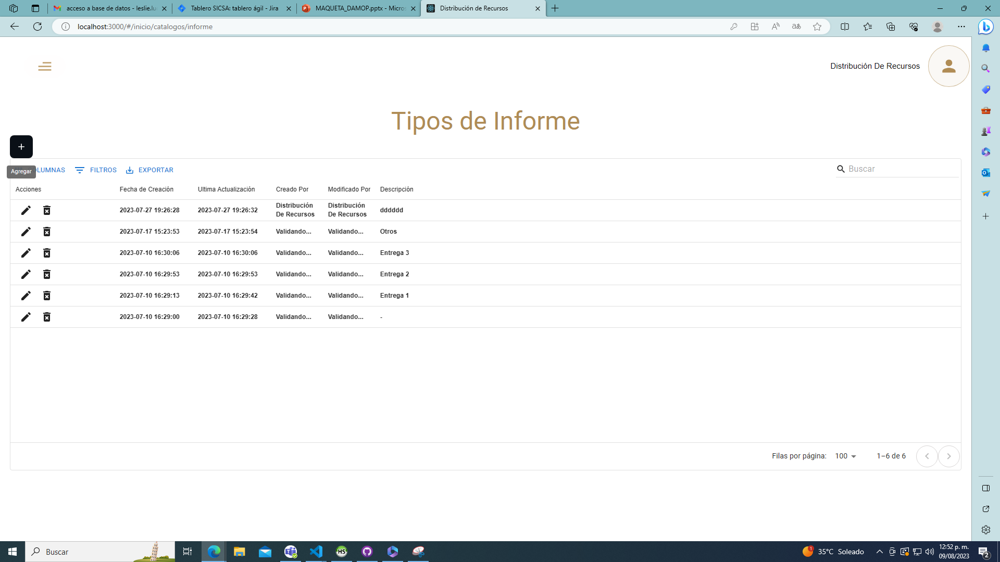 acceso a base de datos - leslie.lu
Tablero SICSA: tablero ágil - Jira
MAQUETA_DAMOP.pptx - Micros
Distribución de Recursos
localhost:3000/#/inicio/catalogos/informe
Distribución De Recursos
Tipos de Informe
Agregar
LUMNAS FILTROS EXPORTAR Buscar
Acciones Fecha de Creación Ultima Actualización Creado Por Modificado Por Descripción
2023-07-27 19:26:28 2023-07-27 19:26:32 Distribución De Recursos Distribución De Recursos dddddd
2023-07-17 15:23:53 2023-07-17 15:23:54 Validando... Validando... Otros
2023-07-10 16:30:06 2023-07-10 16:30:06 Validando... Validando... Entrega 3
2023-07-10 16:29:53 2023-07-10 16:29:53 Validando... Validando... Entrega 2
2023-07-10 16:29:13 2023-07-10 16:29:42 Validando... Validando... Entrega 1
2023-07-10 16:29:00 2023-07-10 16:29:28 Validando... Validando... -
Filas por página: 100 1–6 de 6
Buscar
HS
1
35°C Soleado
12:52 p. m.
09/08/2023
2